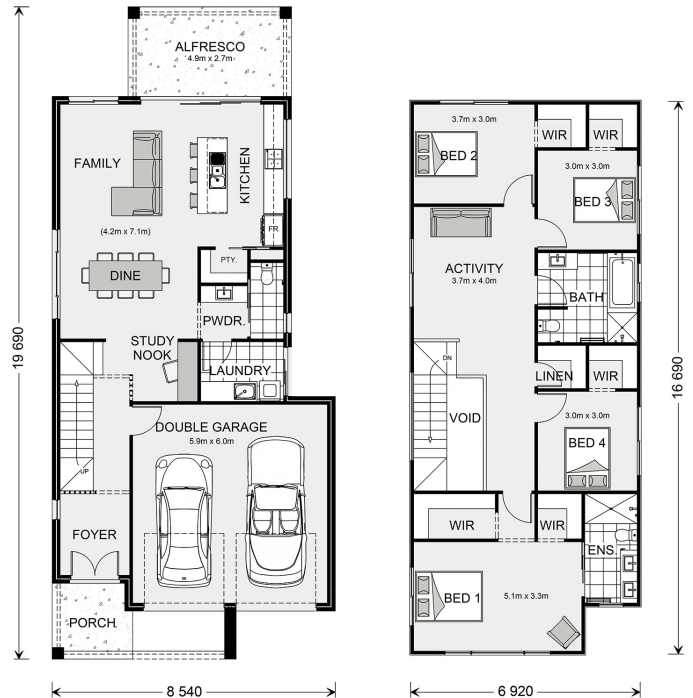 ALFRESCO
4.9m x 2.7m
FAMILY
KITCHEN
(4.2m x 7.1m)
FR
PTY.
DINE
PWDR.
STUDY
NOOK
LAUNDRY
DOUBLE GARAGE
5.9m x 6.0m
UP
FOYER
PORCH
19 690
8 540
3.7m x 3.0m
WIR
WIR
BED 2
3.0m x 3.0m
BED 3
ACTIVITY
3.7m x 4.0m
BATH
DN
LINEN
WIR
VOID
3.0m x 3.0m
BED 4
WIR
WIR
ENS.
BED 1
5.1m x 3.3m
16 690
6 920